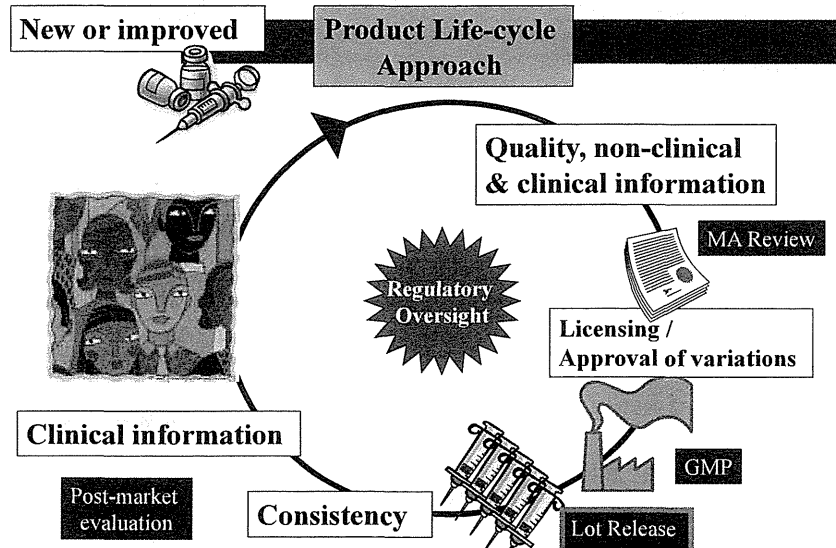 New or improved
Product Life-cycle
Approach
Quality, non-clinical
& clinical information
MA Review
Regulatory
Oversight
Licensing /
Approval of variations
Clinical information
GMP
Post-market
evaluation
Consistency
Lot Release